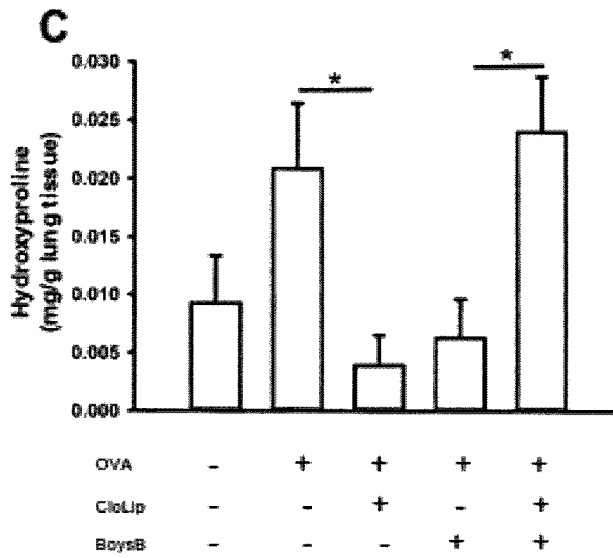 C
Hydroxyproline
(mg/g lung tissue)
0.030
0.025
0.020
0.015
0.010
0.005
0.000
*
*
OVA - + + + +
CloLip - - + - +
BoysB - - - + +